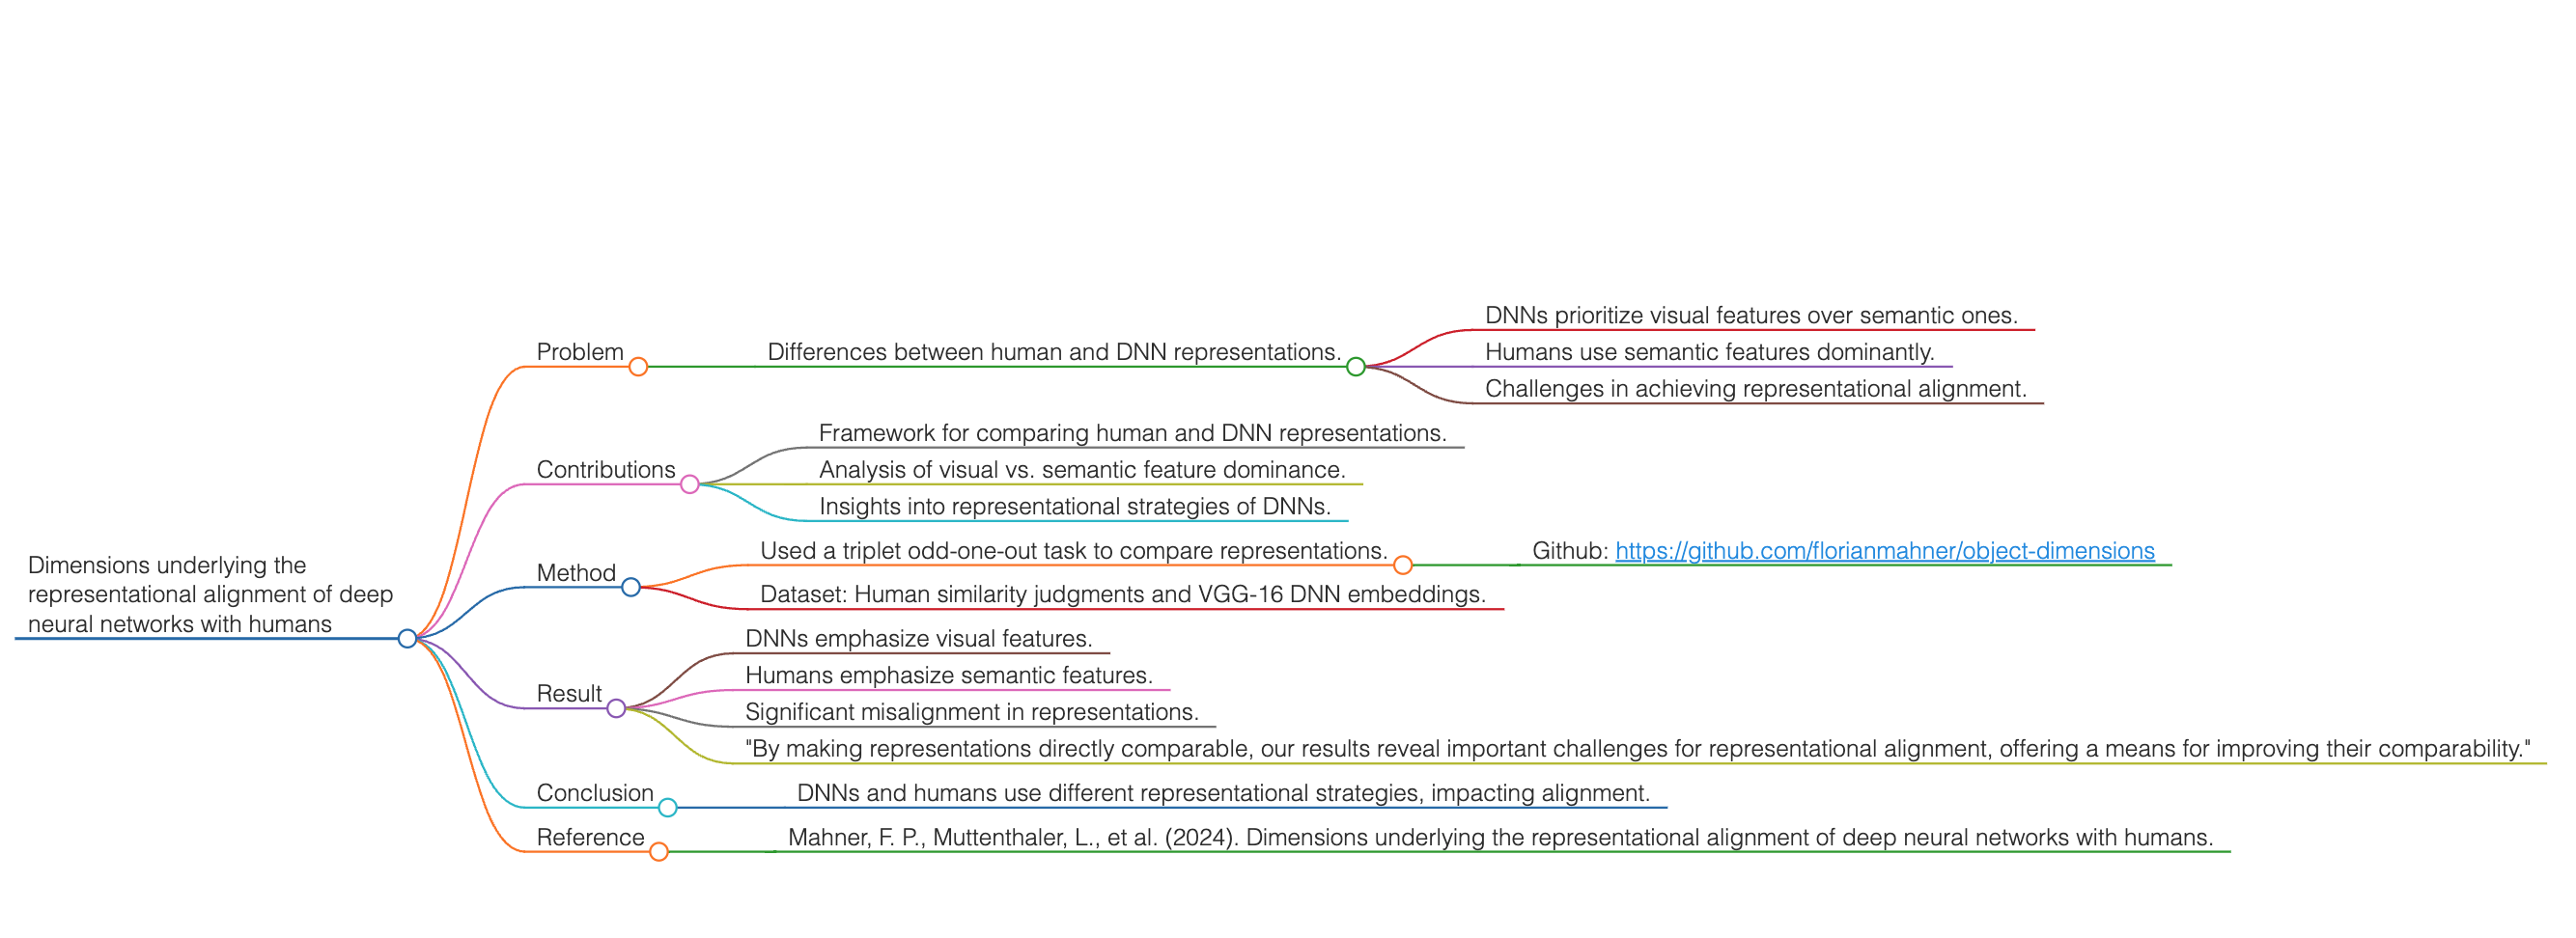 Dimensions underlying the
representational alignment of deep
neural networks with humans
Problem
Differences between human and DNN representations.
DNNs prioritize visual features over semantic ones.
Humans use semantic features dominantly.
Challenges in achieving representational alignment.
Contributions
Framework for comparing human and DNN representations.
Analysis of visual vs. semantic feature dominance.
Insights into representational strategies of DNNs.
Method
Used a triplet odd-one-out task to compare representations.
Github: https://github.com/florianmahner/object-dimensions
Dataset: Human similarity judgments and VGG-16 DNN embeddings.
Result
DNNs emphasize visual features.
Humans emphasize semantic features.
Significant misalignment in representations.
"By making representations directly comparable, our results reveal important challenges for representational alignment, offering a means for improving their comparability."
Conclusion
DNNs and humans use different representational strategies, impacting alignment.
Reference
Mahner, F. P., Muttenthaler, L., et al. (2024). Dimensions underlying the representational alignment of deep neural networks with humans.